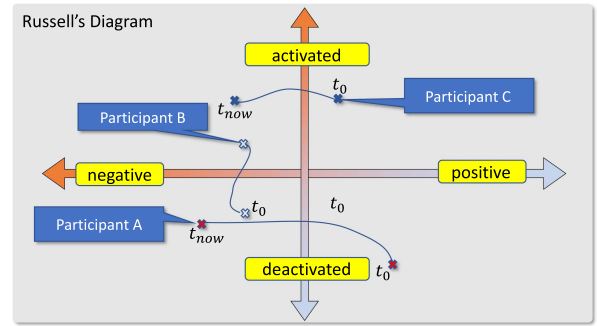 Russell's Diagram
activated
t0
Participant C
tnow
Participant B
negative
positive
t0
t0
Participant A
tnow
deactivated
t0